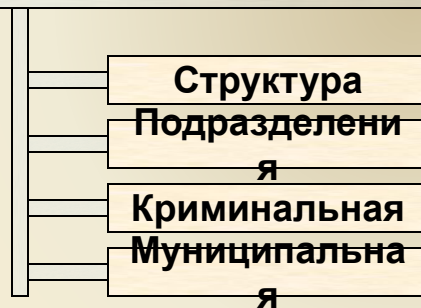 Структура
Подразделени
я
Криминальная
Муниципальна
я